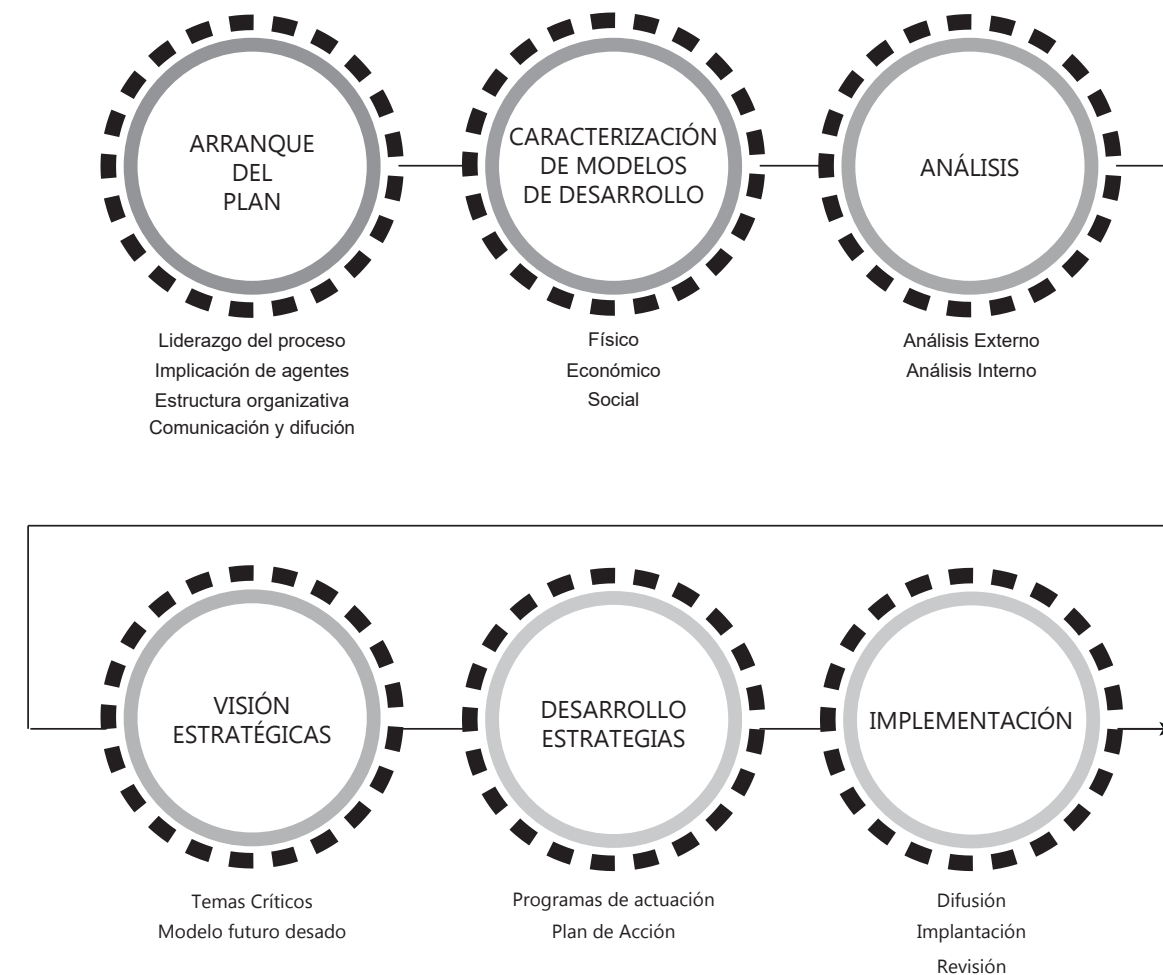 ARRANQUE
DEL
PLAN
CARACTERIZACIÓN
DE MODELOS
DE DESARROLLO
ANÁLISIS
Liderazgo del proceso
Implicación de agentes
Estructura organizativa
Comunicación y difución
Físico
Económico
Social
Análisis Externo
Análisis Interno
VISIÓN
ESTRATÉGICAS
DESARROLLO
ESTRATEGIAS
IMPLEMENTACIÓN
Temas Críticos
Modelo futuro desado
Programas de actuación
Plan de Acción
Difusión
Implantación
Revisión